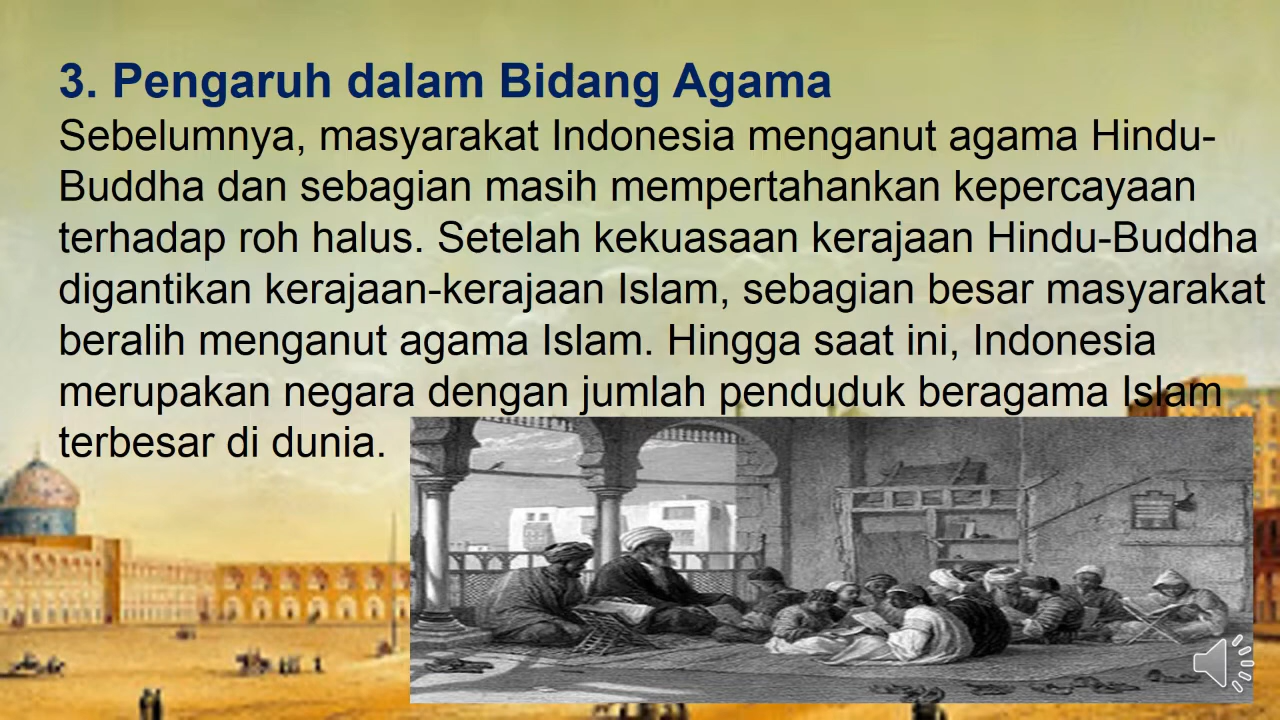 3. Pengaruh dalam Bidang Agama
Sebelumnya, masyarakat Indonesia menganut agama Hindu-
Buddha dan sebagian masih mempertahankan kepercayaan
terhadap roh halus. Setelah kekuasaan kerajaan Hindu-Buddha
digantikan kerajaan-kerajaan Islam, sebagian besar masyarakat
beralih menganut agama Islam. Hingga saat ini, Indonesia
merupakan negara dengan jumlah penduduk beragama Islam
terbesar di dunia.